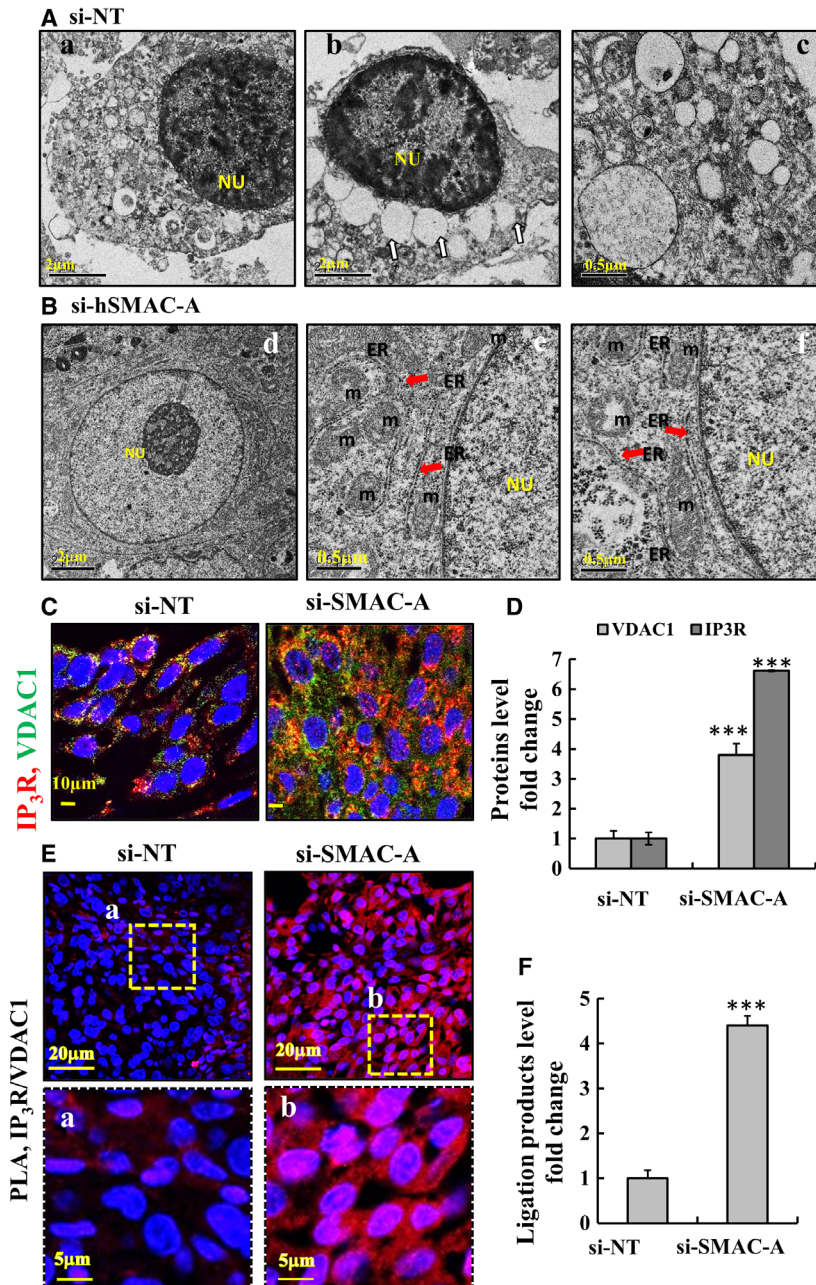 A si-NT
a
b
c
NU
NU
2μm
2μm
0.5μm
B si-hSMAC-A
d
e
f
NU
ER
m
m
m
m
m
ER
ER
NU
ER
m
m
ER
ER
m
ER
NU
2μm
0.5μm
0.5μm
C
si-NT
si-SMAC-A
IP3R, VDAC1
10μm
D
VDAC1 IP3R
Proteins level
fold change
7
6
5
4
3
2
1
0
***
***
si-NT
si-SMAC-A
E
si-NT
si-SMAC-A
PLA, IP3R/VDAC1
a
b
20μm
20μm
a
b
5μm
5μm
F
Ligation products level
fold change
5
4
3
2
1
0
***
si-NT
si-SMAC-A